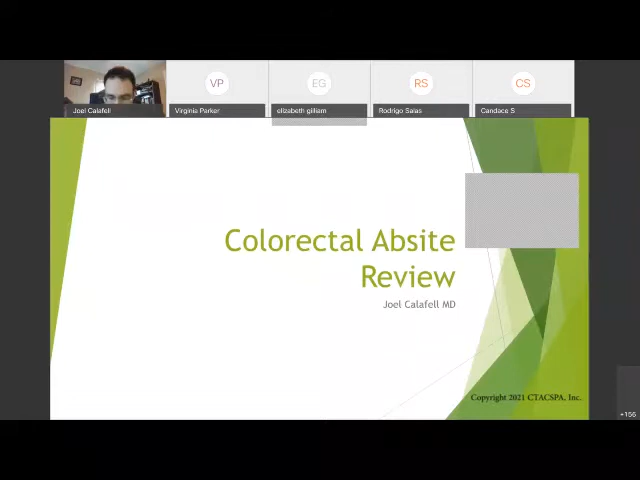 VP
EG
RS
CS
Joel Calafell
Virginia Parker
elizabeth gilliam
Rodrigo Salas
Candace S
Colorectal Absite
Review
Joel Calafell MD
Copyright 2021 CTACSPA, Inc.
+156